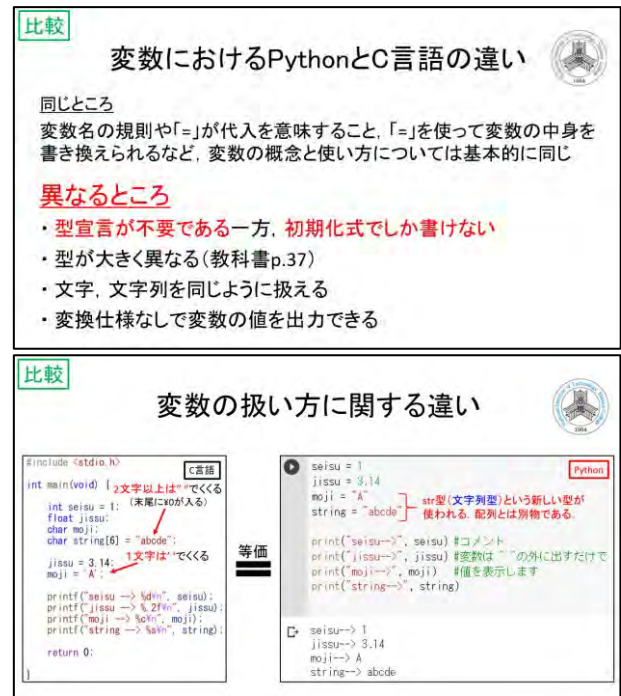 比較
変数におけるPythonとC言語の違い
同じところ
変数名の規則や「=」が代入を意味すること，「=」を使って変数の中身を
書き換えられるなど，変数の概念と使い方については基本的に同じ
異なるところ
・型宣言が不要である一方，初期化式でしか書けない
・型が大きく異なる（教科書p.37）
・文字，文字列を同じように扱える
・変換仕様なしで変数の値を出力できる
比較
変数の扱い方に関する違い
#include <stdio.h>
C言語
int main(void) {
2文字以上は" "でくくる
（末尾に¥0が入る）
int seisu = 1;
float jissu;
char moji;
char string[6] = "abcde";
1文字は' 'でくくる
jissu = 3.14;
moji = 'A';
printf("seisu --> %d¥n", seisu);
printf("jissu --> %.2f¥n", jissu);
printf("moji --> %c¥n", moji);
printf("string --> %s¥n", string);
return 0;
}
等価
Python
seisu = 1
jissu = 3.14
moji = "A"
string = "abcde"
str型（文字列型）という新しい型が
使われる．配列とは別物である．
print("seisu-->", seisu) #コメント
print("jissu-->", jissu) #変数は" "の外に出すだけで
print("moji-->", moji) #値を表示します
print("string-->", string)
seisu--> 1
jissu--> 3.14
moji--> A
string--> abcde